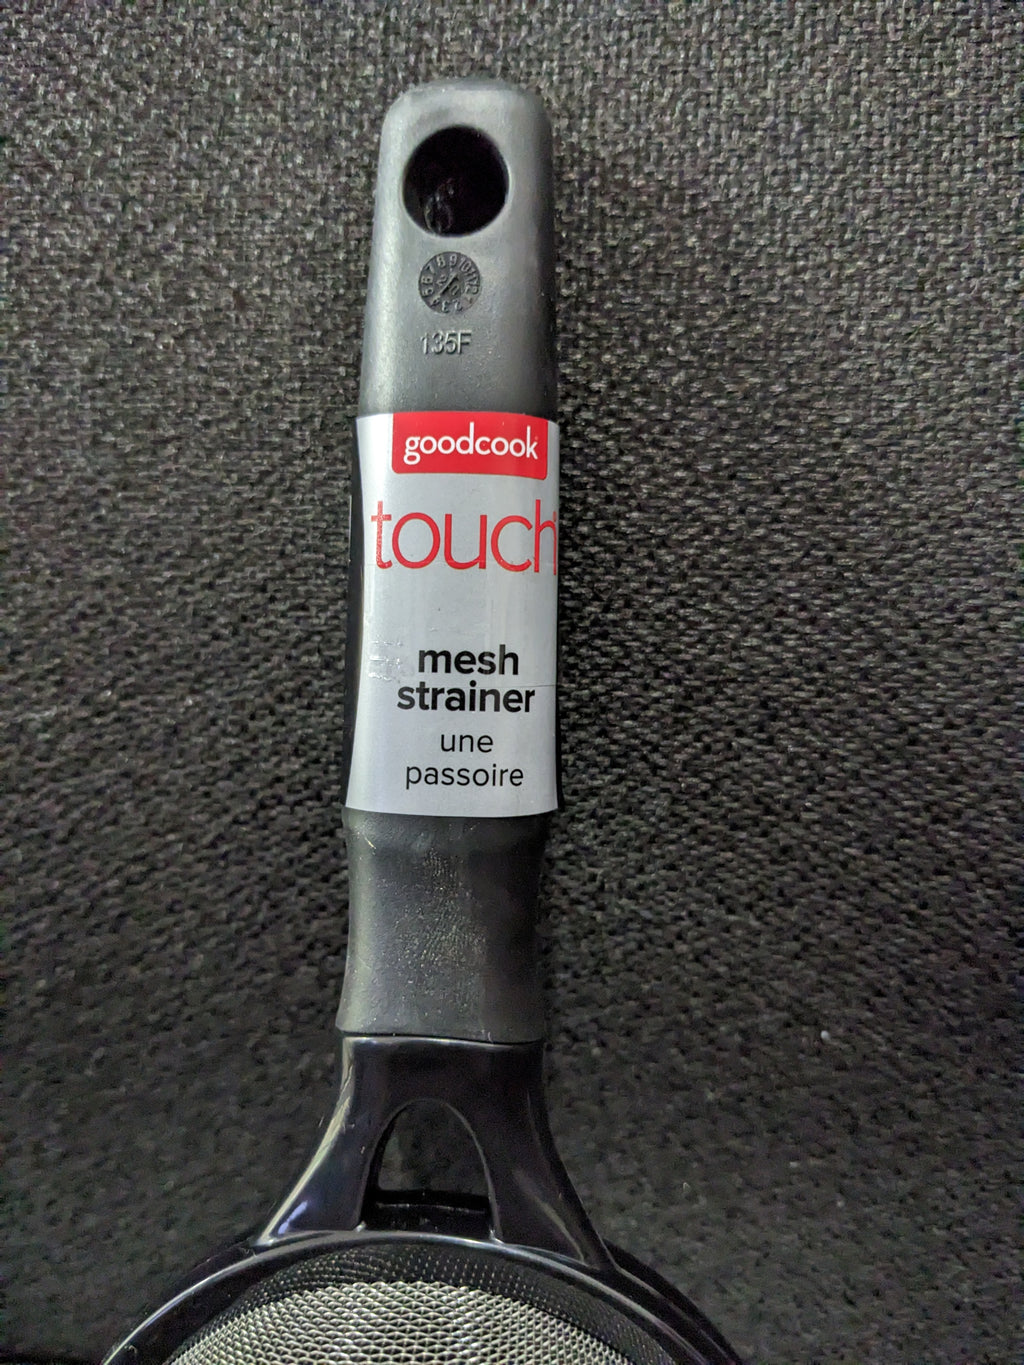 135F
goodcook
touch
mesh
strainer
une
passoire